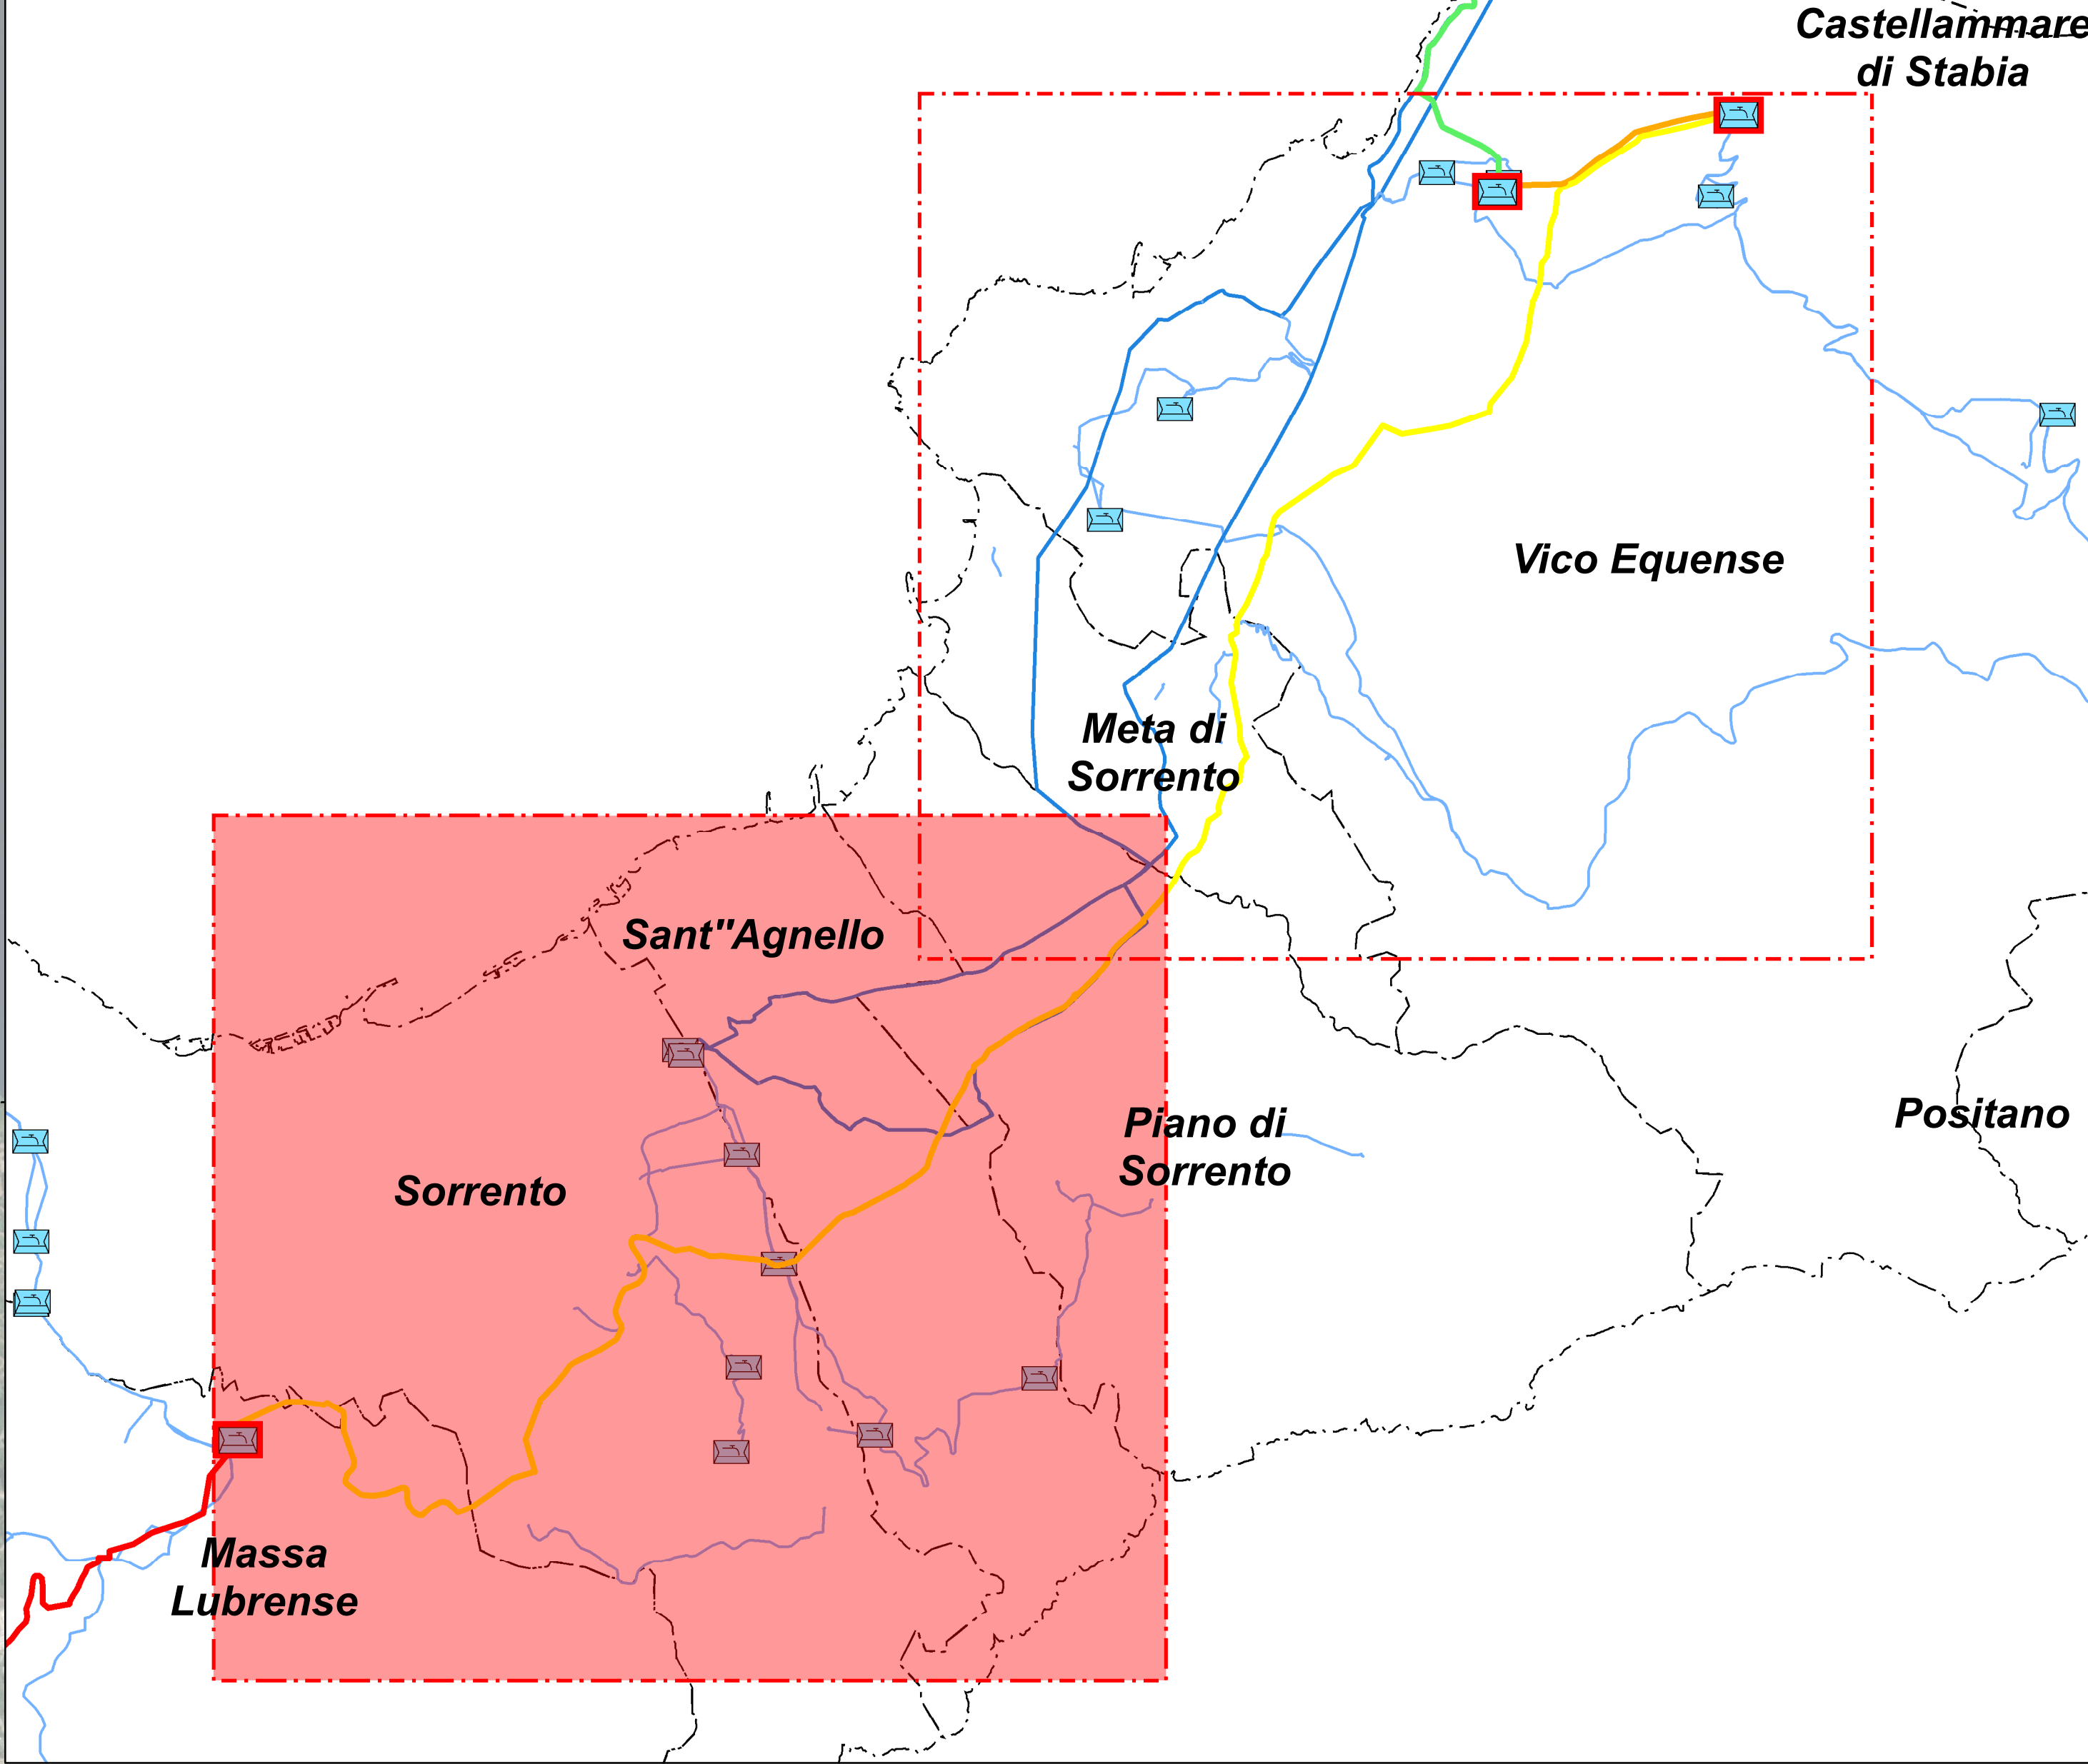 Castellammare
di Stabia
Vico Equense
Meta di
Sorrento
Sant"Agnello
Piano di
Sorrento
Positano
Sorrento
Massa
Lubrense